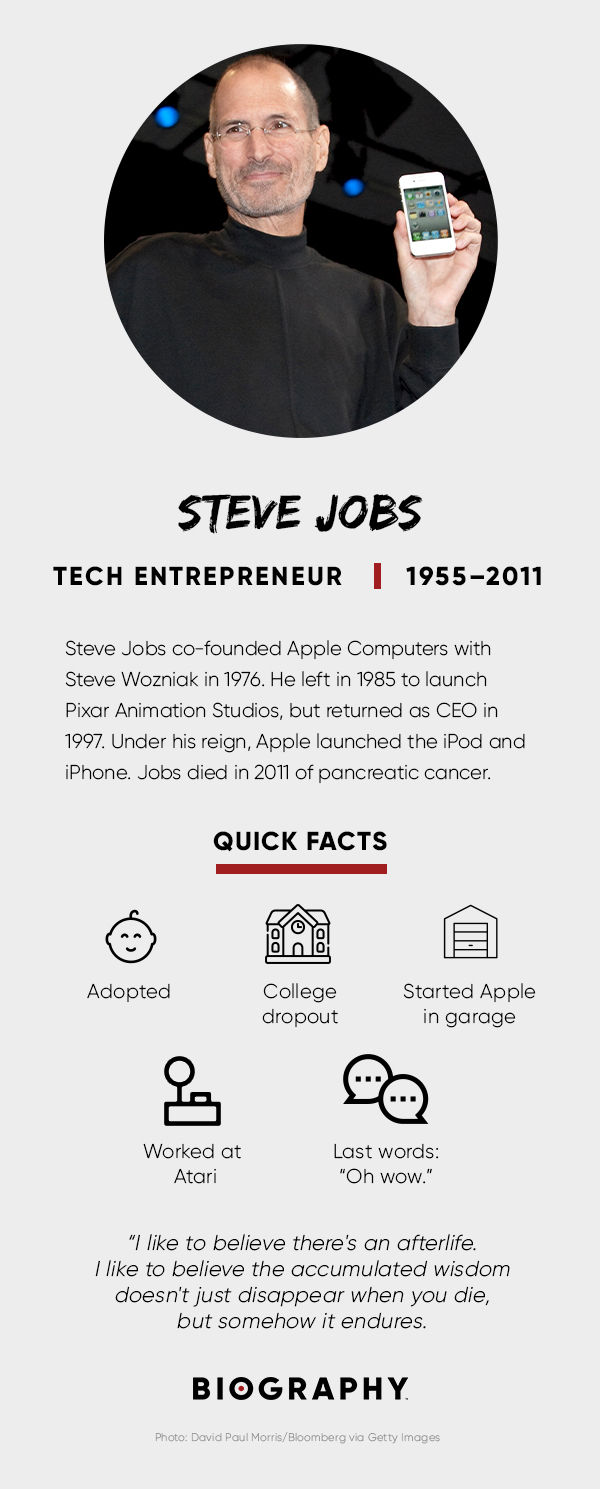 STEVE JOBS
TECH ENTREPRENEUR | 1955–2011
Steve Jobs co-founded Apple Computers with
Steve Wozniak in 1976. He left in 1985 to launch
Pixar Animation Studios, but returned as CEO in
1997. Under his reign, Apple launched the iPod and
iPhone. Jobs died in 2011 of pancreatic cancer.
QUICK FACTS
Adopted
College
dropout
Started Apple
in garage
Worked at
Atari
Last words:
“Oh wow.”
“I like to believe there's an afterlife.
I like to believe the accumulated wisdom
doesn't just disappear when you die,
but somehow it endures.
BIOGRAPHY
Photo: David Paul Morris/Bloomberg via Getty Images